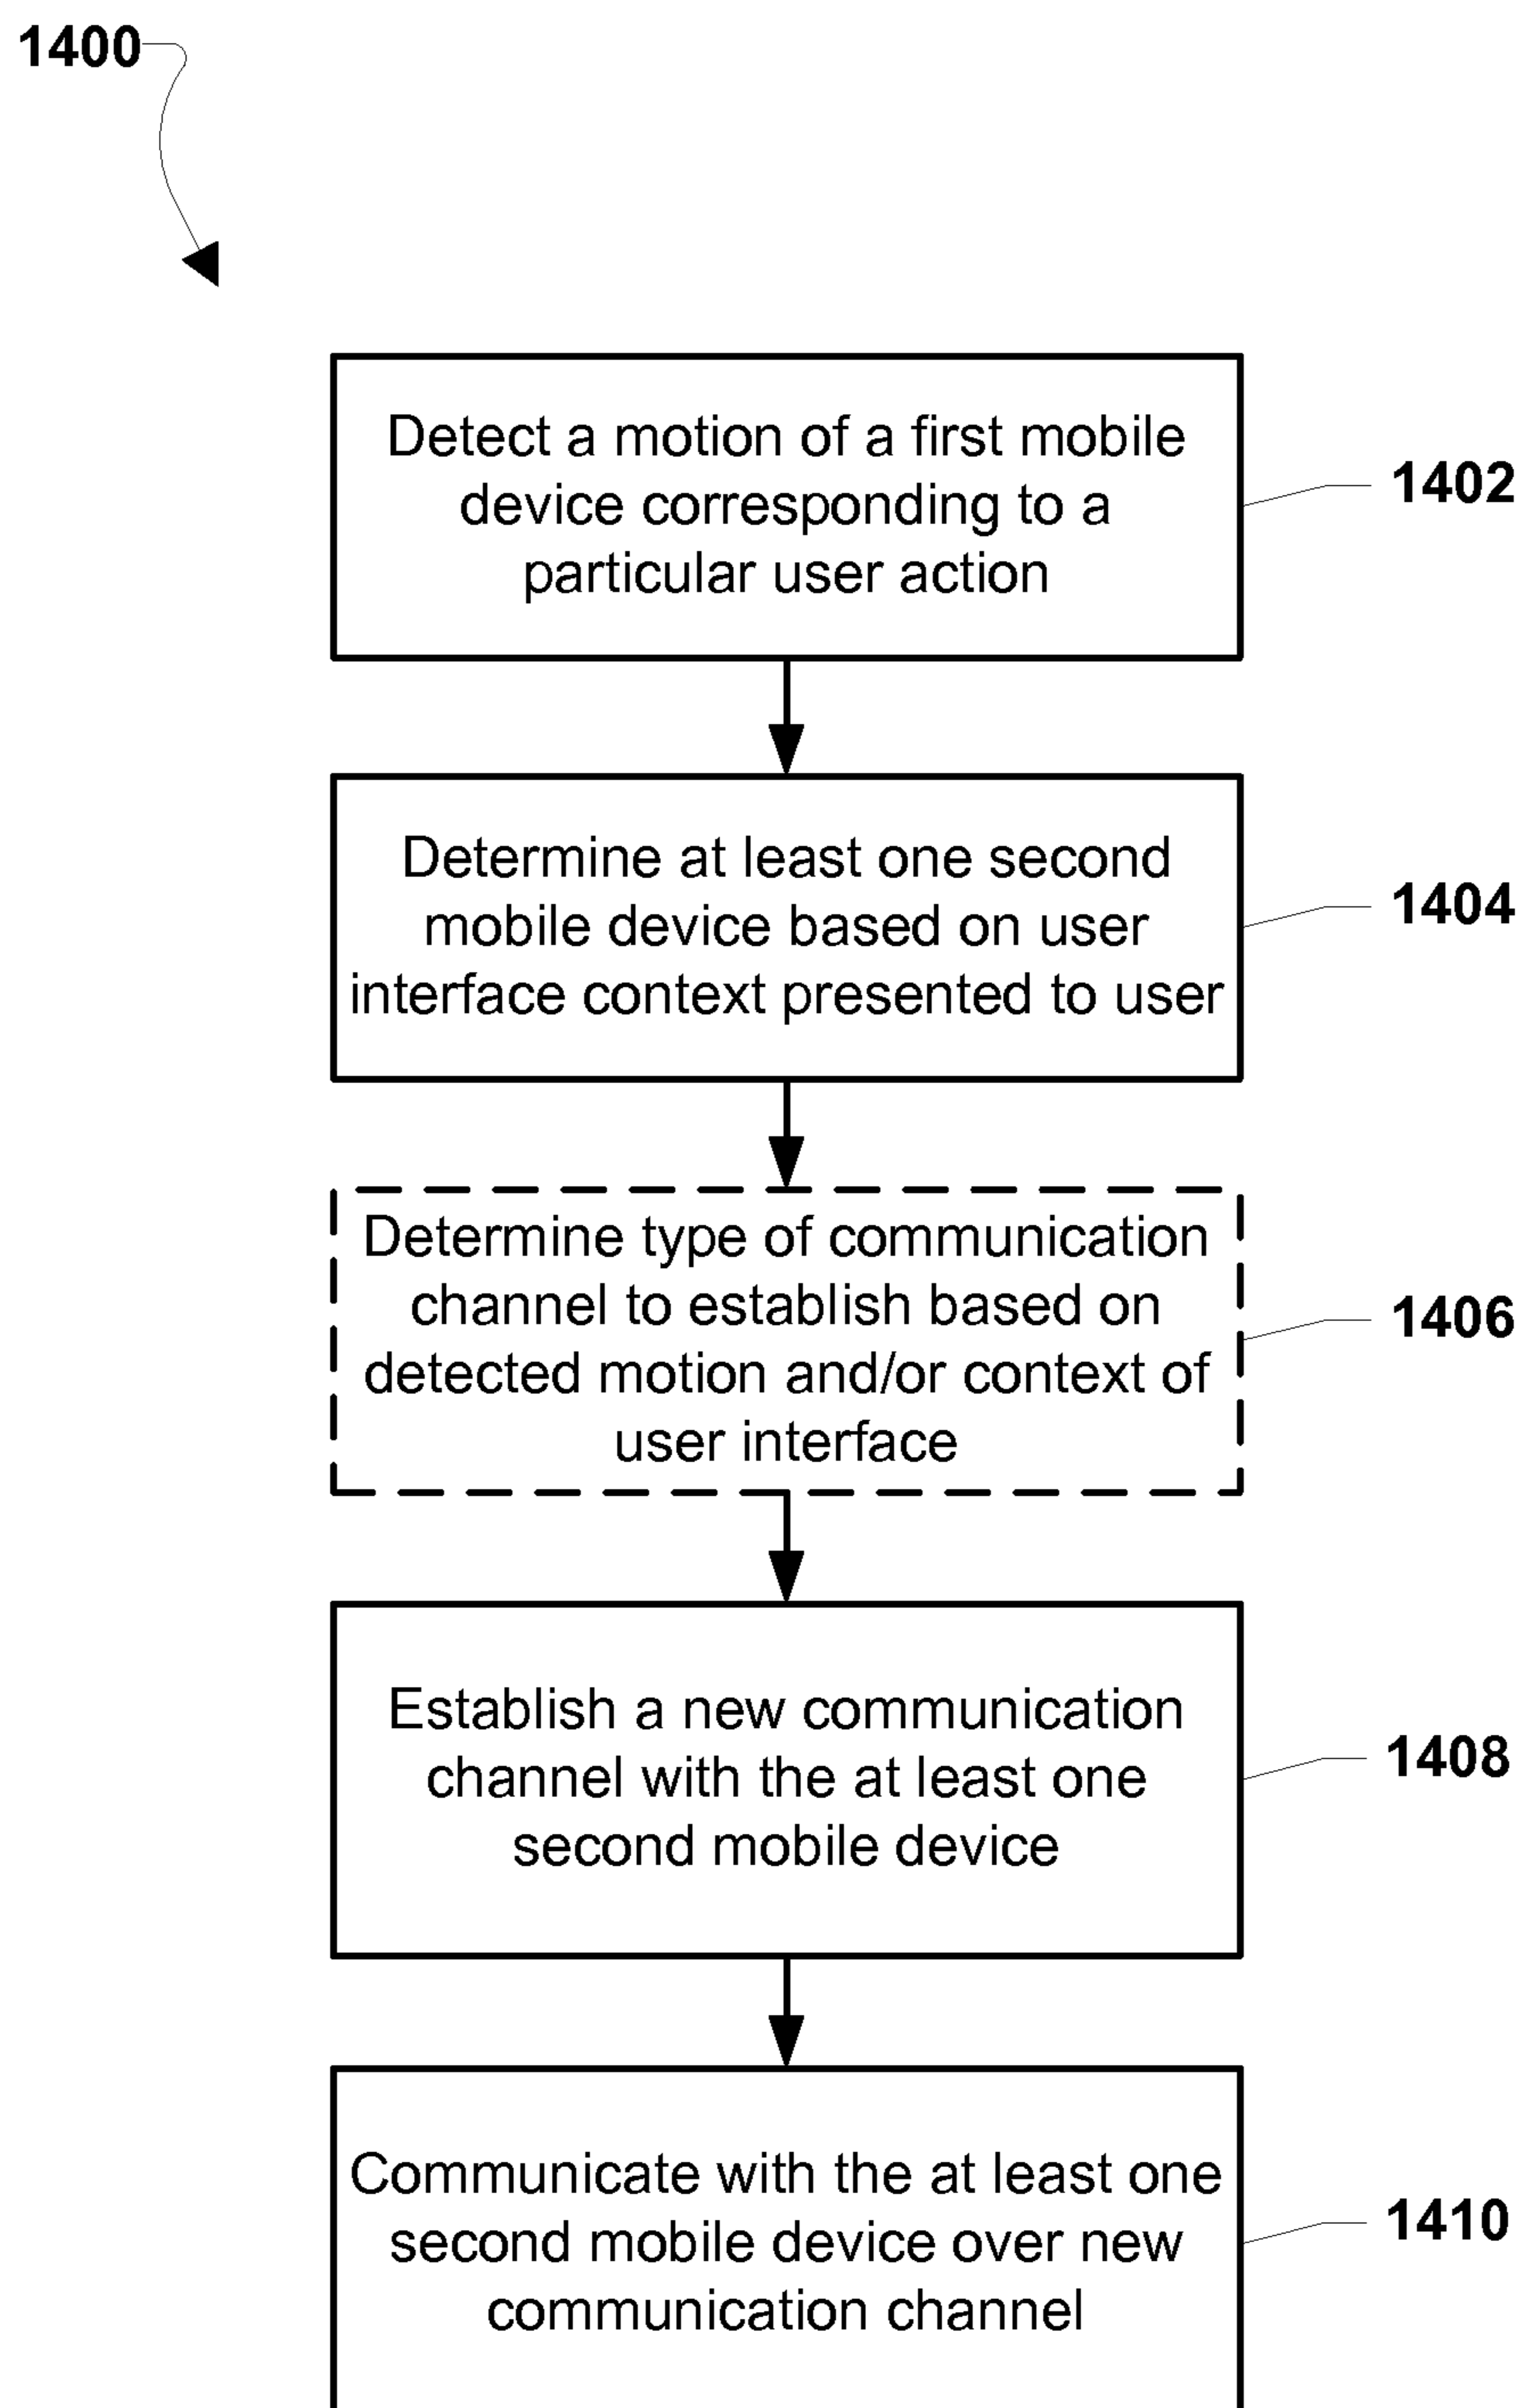 1400
Detect a motion of a first mobile
device corresponding to a
particular user action
1402
Determine at least one second
mobile device based on user
interface context presented to user
1404
Determine type of communication
channel to establish based on
detected motion and/or context of
user interface
1406
Establish a new communication
channel with the at least one
second mobile device
1408
Communicate with the at least one
second mobile device over new
communication channel
1410